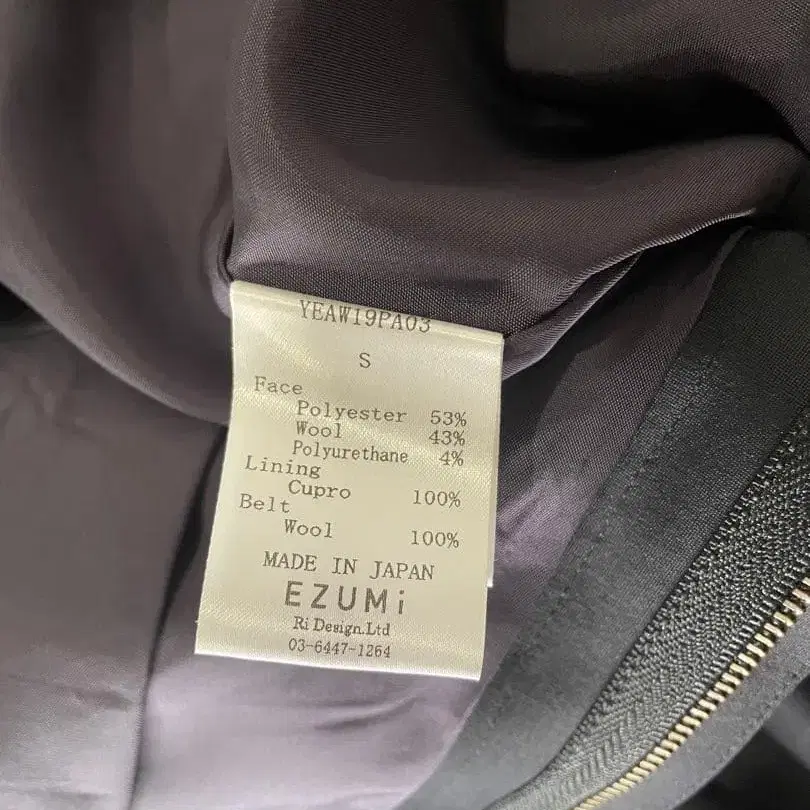 YEAW19PA03
S
Face
Polyester 53%
Wool 43%
Polyurethane 4%
Lining
Cupro 100%
Belt
Wool 100%
MADE IN JAPAN
EZUMi
Ri Design.Ltd
03-6447-1264